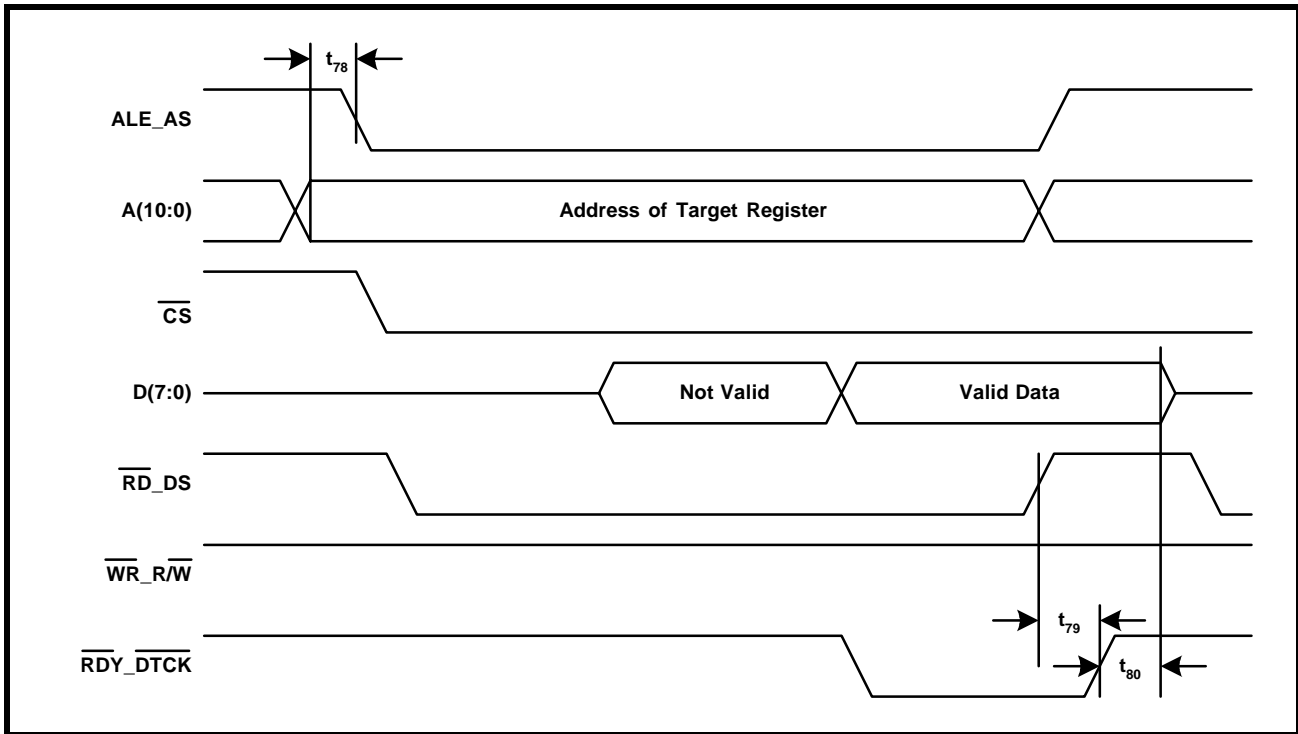 t78
ALE_AS
A(10:0)
Address of Target Register
CS
D(7:0)
Not Valid
Valid Data
RD_DS
WR_R/W
t79
RDY_DTCK
t80